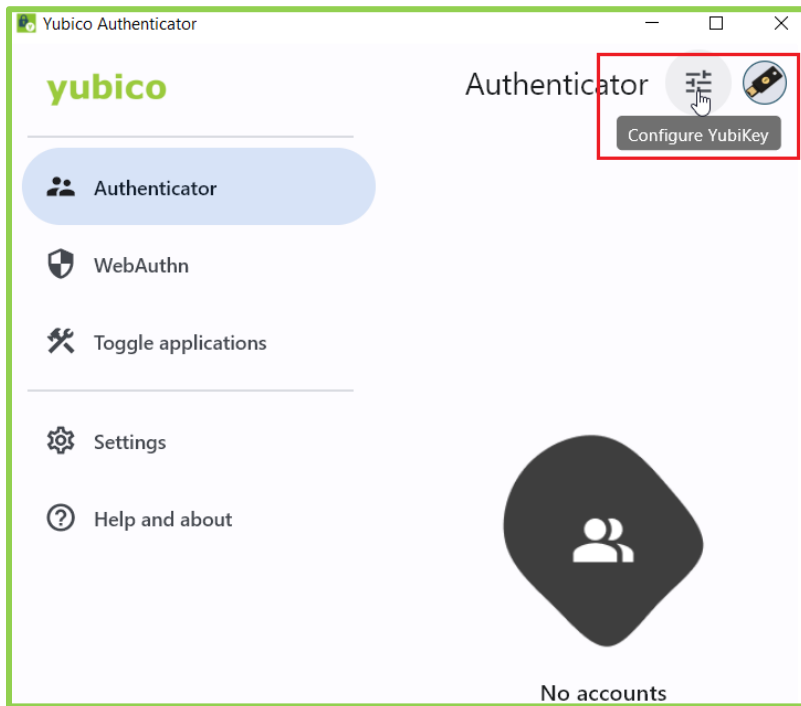 Yubico Authenticator
yubico
Authenticator
Configure YubiKey
Authenticator
WebAuthn
Toggle applications
Settings
Help and about
No accounts